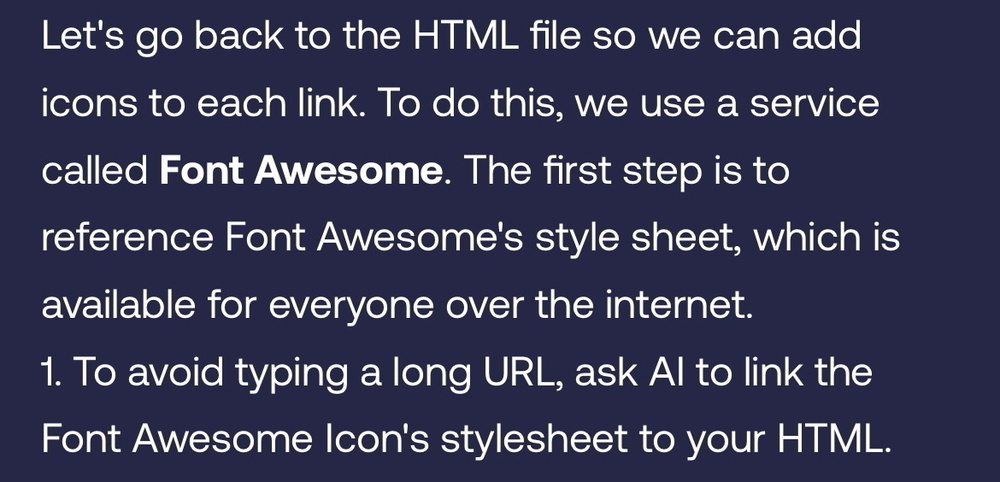 Let's go back to the HTML file so we can add
icons to each link. To do this, we use a service
called Font Awesome. The first step is to
reference Font Awesome's style sheet, which is
available for everyone over the internet.
1. To avoid typing a long URL, ask AI to link the
Font Awesome Icon's stylesheet to your HTML.